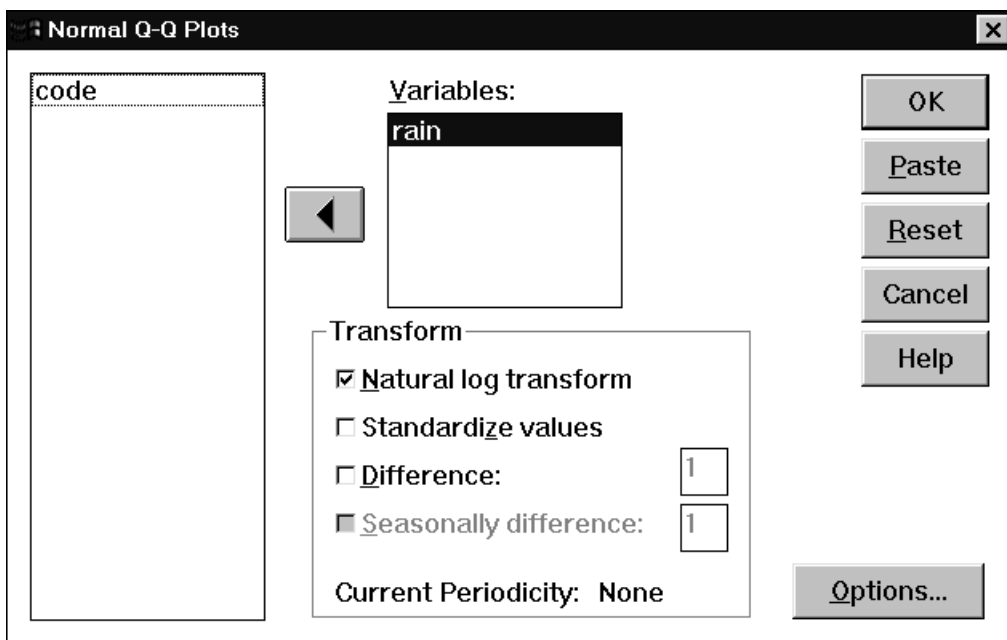 Normal Q-Q Plots
code
Variables:
rain
OK
Paste
Reset
Cancel
Help
Transform
Natural log transform
Standardize values
Difference: 1
Seasonally difference: 1
Current Periodicity: None
Options...